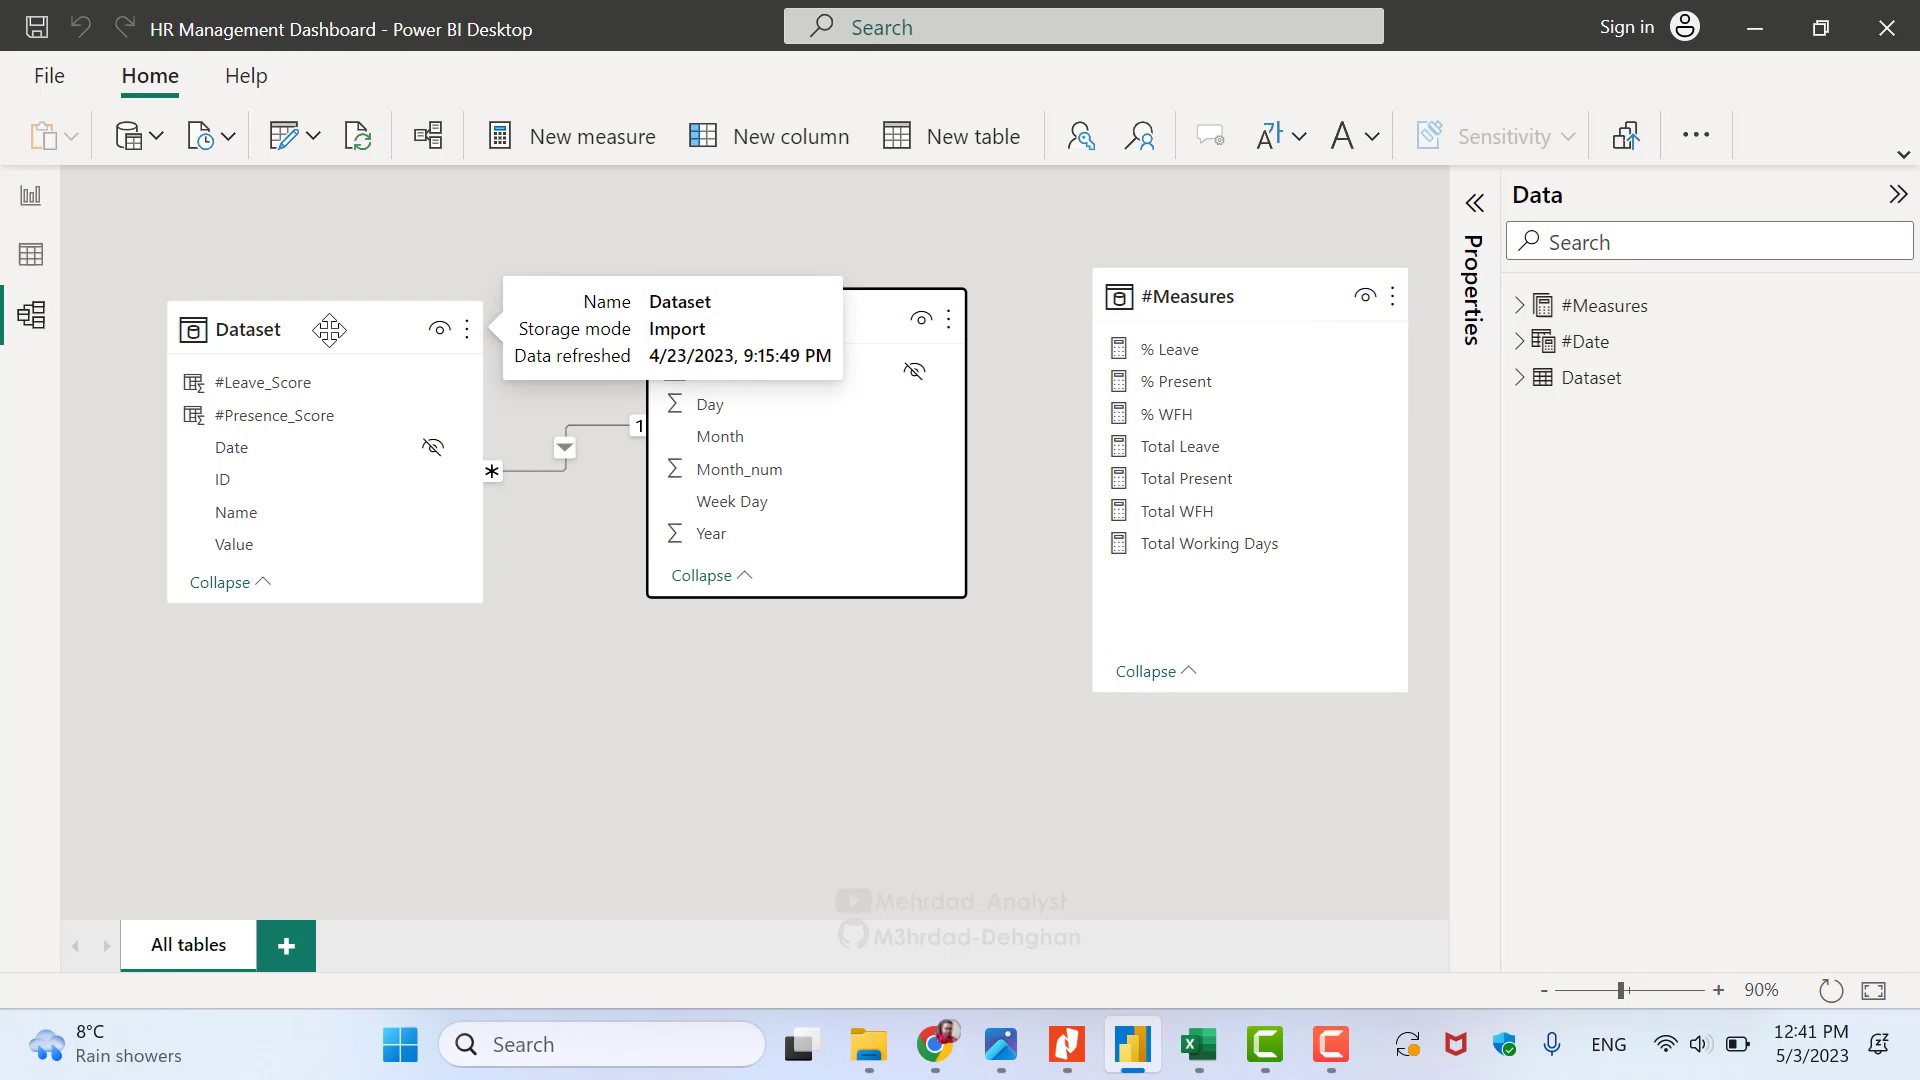 HR Management Dashboard - Power BI Desktop
Search
Sign in
File
Home
Help
New measure
New column
New table
Sensitivity
Dataset
#Leave_Score
#Presence_Score
Date
ID
Name
Value
Collapse
Name Dataset
Storage mode Import
Data refreshed 4/23/2023, 9:15:49 PM
*
1
Day
Month
Month_num
Week Day
Year
Collapse
#Measures
% Leave
% Present
% WFH
Total Leave
Total Present
Total WFH
Total Working Days
Collapse
Properties
Data
Search
#Measures
#Date
Dataset
Mehrdad_Analyst
M3hrdad-Dehghan
All tables
+
- + 90%
8°C
Rain showers
Search
ENG
12:41 PM
5/3/2023